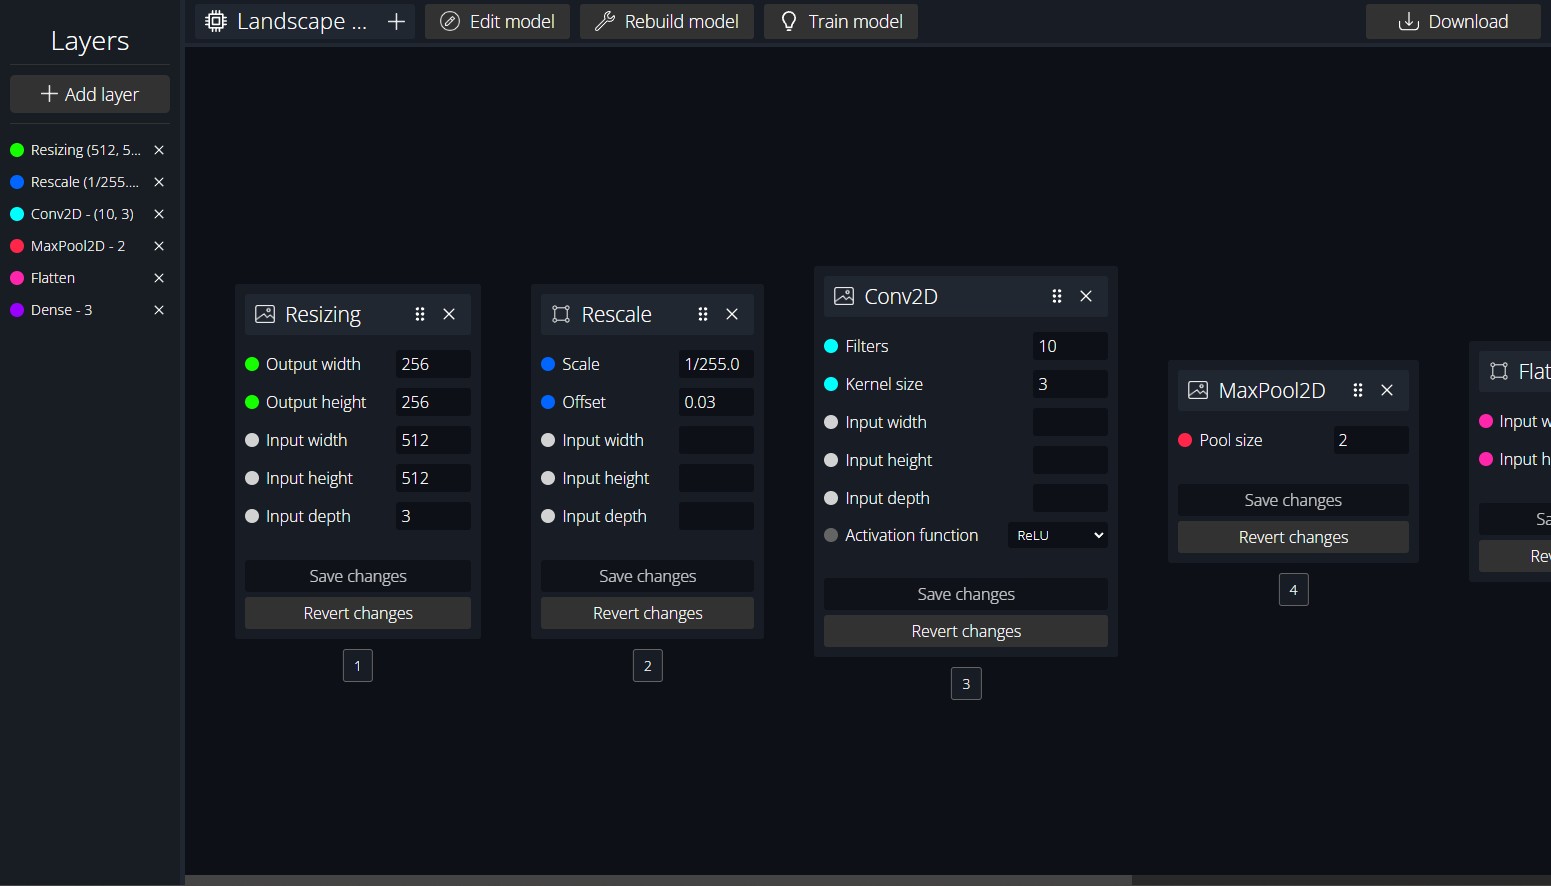 Layers
Landscape ...
Edit model
Rebuild model
Train model
Download
Add layer
Resizing (512, 5...
Rescale (1/255....
Conv2D - (10, 3)
MaxPool2D - 2
Flatten
Dense - 3
Resizing
Output width 256
Output height 256
Input width 512
Input height 512
Input depth 3
Save changes
Revert changes
1
Rescale
Scale 1/255.0
Offset 0.03
Input width
Input height
Input depth
Save changes
Revert changes
2
Conv2D
Filters 10
Kernel size 3
Input width
Input height
Input depth
Activation function ReLU
Save changes
Revert changes
3
MaxPool2D
Pool size 2
Save changes
Revert changes
4
Flat
Input w
Input h
Sa
Rev